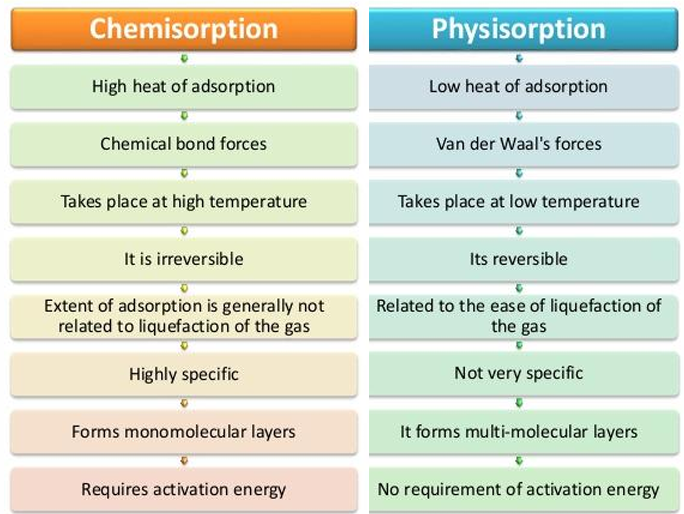 Chemisorption
High heat of adsorption
Chemical bond forces
Takes place at high temperature
It is irreversible
Extent of adsorption is generally not
related to liquefaction of the gas
Highly specific
Forms monomolecular layers
Requires activation energy
Physisorption
Low heat of adsorption
Van der Waal's forces
Takes place at low temperature
Its reversible
Related to the ease of liquefaction of
the gas
Not very specific
It forms multi-molecular layers
No requirement of activation energy